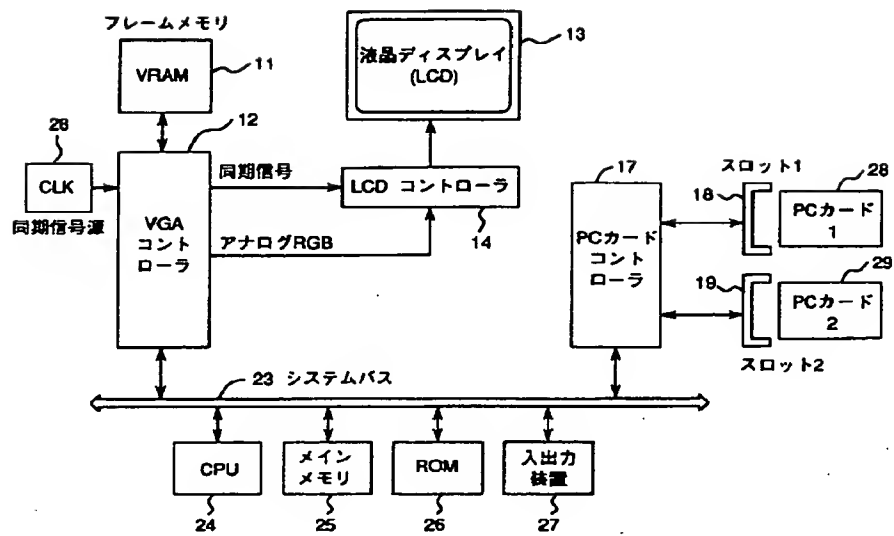 フレームメモリ
VRAM
11
液晶ディスプレイ
(LCD)
13
28
12
CLK
同期信号源
VGA
コント
ローラ
同期信号
アナログRGB
LCD コントローラ
14
17
PCカード
コント
ローラ
スロット1
18
28
PCカード
1
19
29
PCカード
2
スロット2
23 システムバス
CPU
メイン
メモリ
ROM
入出力
装置
24
25
26
27